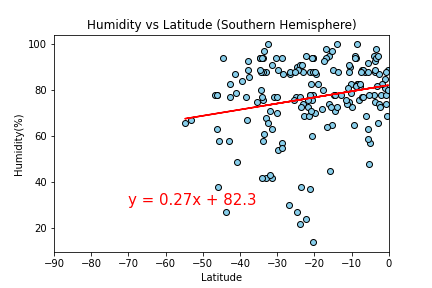 Humidity vs Latitude (Southern Hemisphere)
100
80
60
40
20
Humidity(%)
y = 0.27x + 82.3
−90 −80 −70 −60 −50 −40 −30 −20 −10 0
Latitude